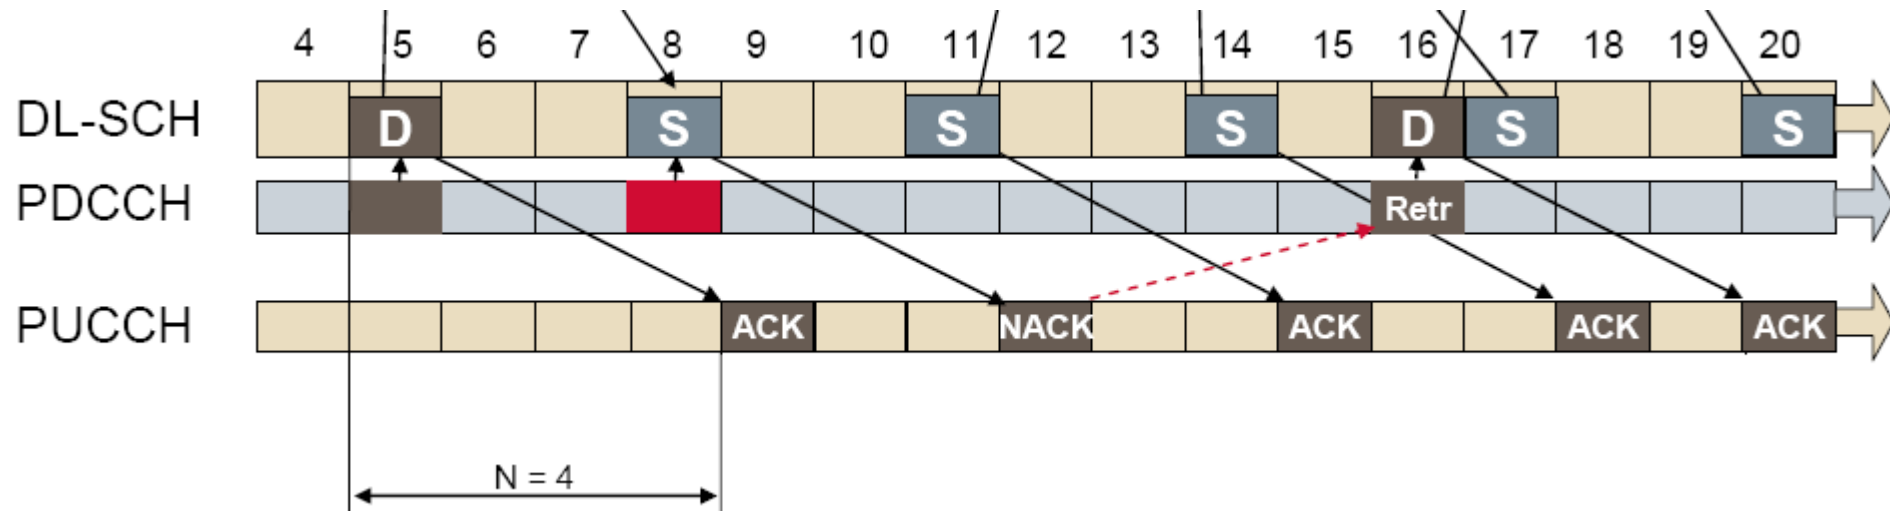 4 5 6 7 8 9 10 11 12 13 14 15 16 17 18 19 20
DL-SCH D S S S D S S
PDCCH Retr
PUCCH ACK NACK ACK ACK ACK
N = 4